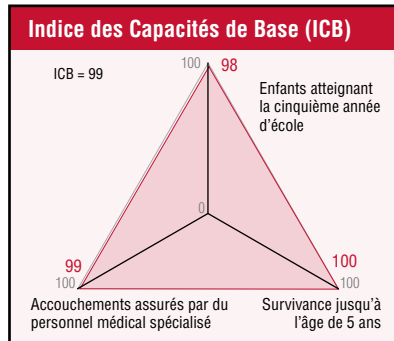 Indice des Capacités de Base (ICB)
ICB = 99
100
98
Enfants atteignant
la cinquième année
d'école
0
99
100
100
100
Accouchements assurés par du
personnel médical spécialisé
Survivance jusqu'à
l'âge de 5 ans